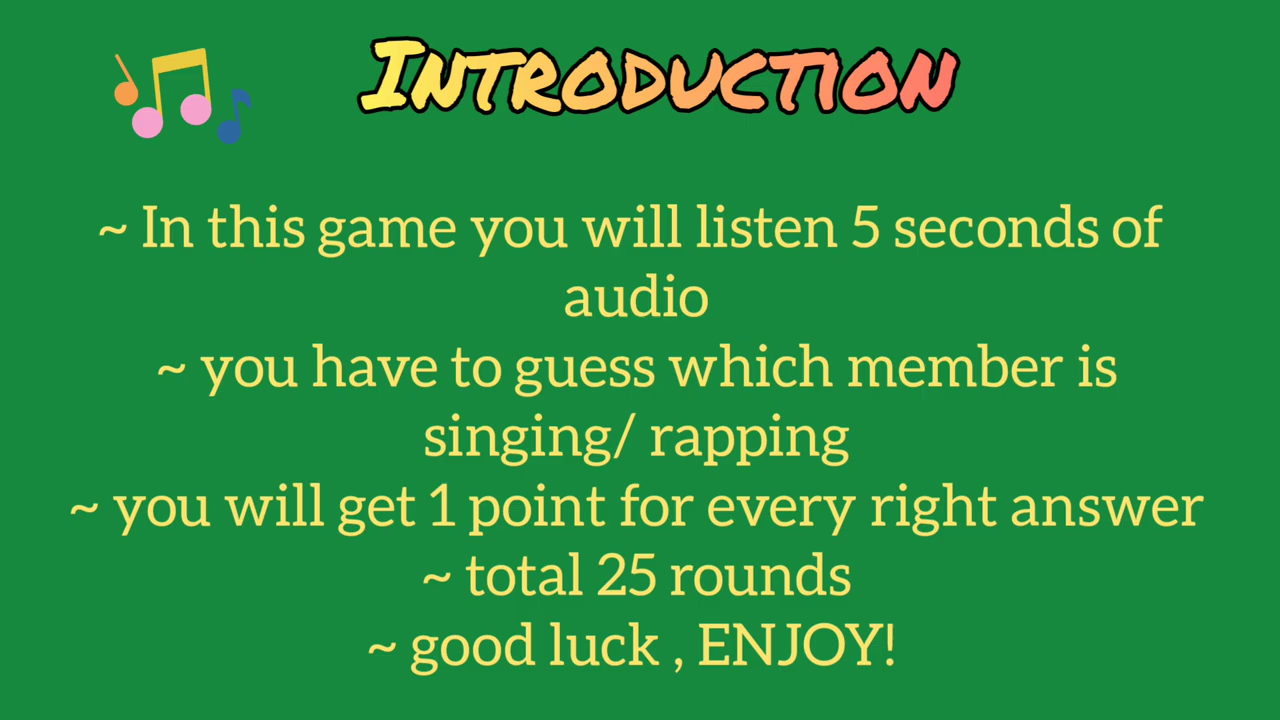 INTRODUCTION
~ In this game you will listen 5 seconds of
audio
~ you have to guess which member is
singing/ rapping
~ you will get 1 point for every right answer
~ total 25 rounds
~ good luck , ENJOY!